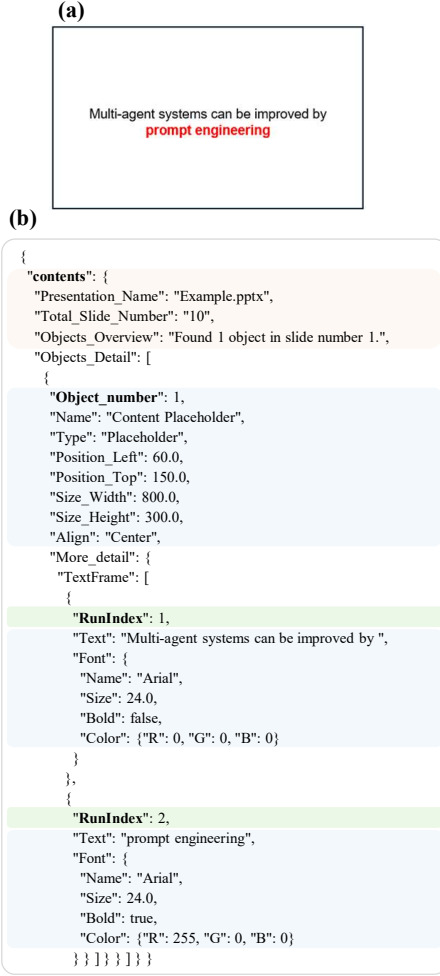 (a)
Multi-agent systems can be improved by
prompt engineering
(b)
{
"contents": {
"Presentation_Name": "Example.pptx",
"Total_Slide_Number": "10",
"Objects_Overview": "Found 1 object in slide number 1.",
"Objects_Detail": [
{
"Object_number": 1,
"Name": "Content Placeholder",
"Type": "Placeholder",
"Position_Left": 60.0,
"Position_Top": 150.0,
"Size_Width": 800.0,
"Size_Height": 300.0,
"Align": "Center",
"More_detail": {
"TextFrame": [
{
"RunIndex": 1,
"Text": "Multi-agent systems can be improved by ",
"Font": {
"Name": "Arial",
"Size": 24.0,
"Bold": false,
"Color": {"R": 0, "G": 0, "B": 0}
}
},
{
"RunIndex": 2,
"Text": "prompt engineering",
"Font": {
"Name": "Arial",
"Size": 24.0,
"Bold": true,
"Color": {"R": 255, "G": 0, "B": 0}
} } ] } } ] } }